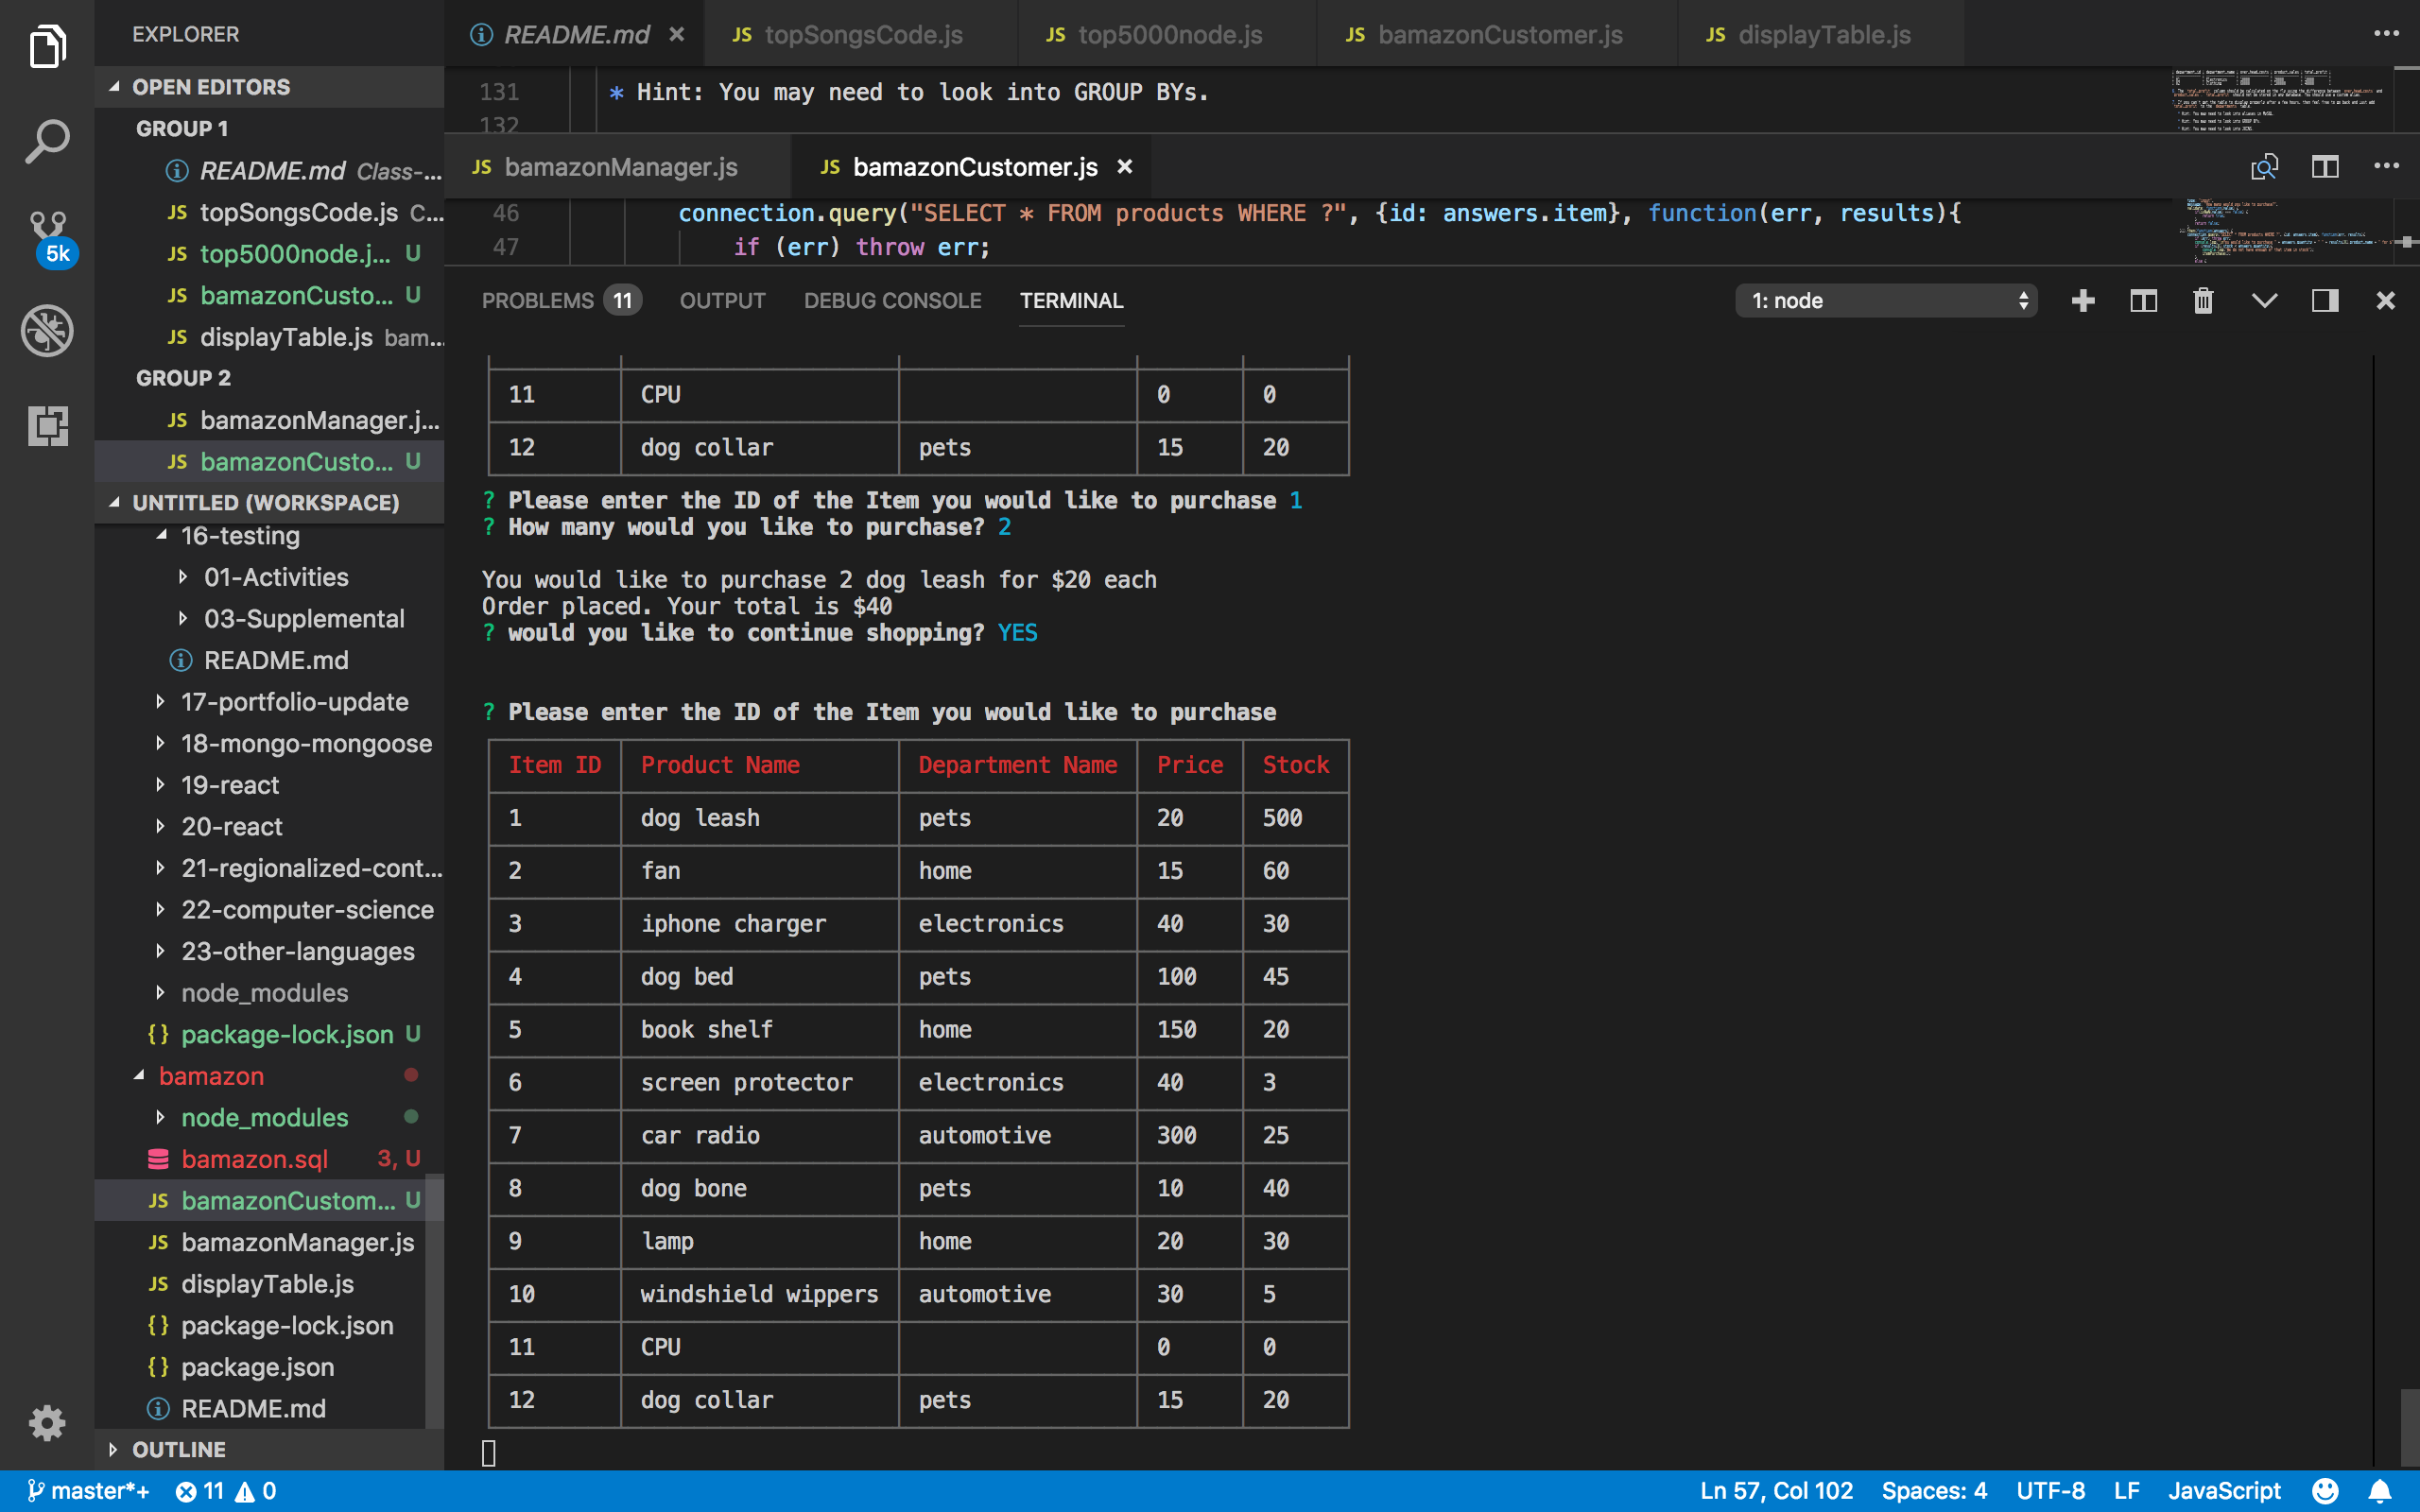 EXPLORER
OPEN EDITORS
GROUP 1
README.md Class-...
JS topSongsCode.js C...
JS top5000node.j... U
JS bamazonCusto... U
JS displayTable.js bam...
GROUP 2
JS bamazonManager.j...
JS bamazonCusto... U
UNTITLED (WORKSPACE)
16-testing
01-Activities
03-Supplemental
README.md
17-portfolio-update
18-mongo-mongoose
19-react
20-react
21-regionalized-cont...
22-computer-science
23-other-languages
node_modules
{} package-lock.json U
bamazon
node_modules
bamazon.sql 3, U
JS bamazonCustom... U
JS bamazonManager.js
JS displayTable.js
{} package-lock.json
{} package.json
README.md
OUTLINE
5k
README.md
JS topSongsCode.js
JS top5000node.js
JS bamazonCustomer.js
JS displayTable.js
131 * Hint: You may need to look into GROUP BYs.
132
JS bamazonManager.js
JS bamazonCustomer.js
46 connection.query("SELECT * FROM products WHERE ?", {id: answers.item}, function(err, results){
47 if (err) throw err;
PROBLEMS 11 OUTPUT DEBUG CONSOLE TERMINAL 1: node
11 CPU 0 0
12 dog collar pets 15 20
? Please enter the ID of the Item you would like to purchase 1
? How many would you like to purchase? 2
You would like to purchase 2 dog leash for $20 each
Order placed. Your total is $40
? would you like to continue shopping? YES
? Please enter the ID of the Item you would like to purchase
Item ID Product Name Department Name Price Stock
1 dog leash pets 20 500
2 fan home 15 60
3 iphone charger electronics 40 30
4 dog bed pets 100 45
5 book shelf home 150 20
6 screen protector electronics 40 3
7 car radio automotive 300 25
8 dog bone pets 10 40
9 lamp home 20 30
10 windshield wippers automotive 30 5
11 CPU 0 0
12 dog collar pets 15 20
master*+ 11 0 Ln 57, Col 102 Spaces: 4 UTF-8 LF JavaScript